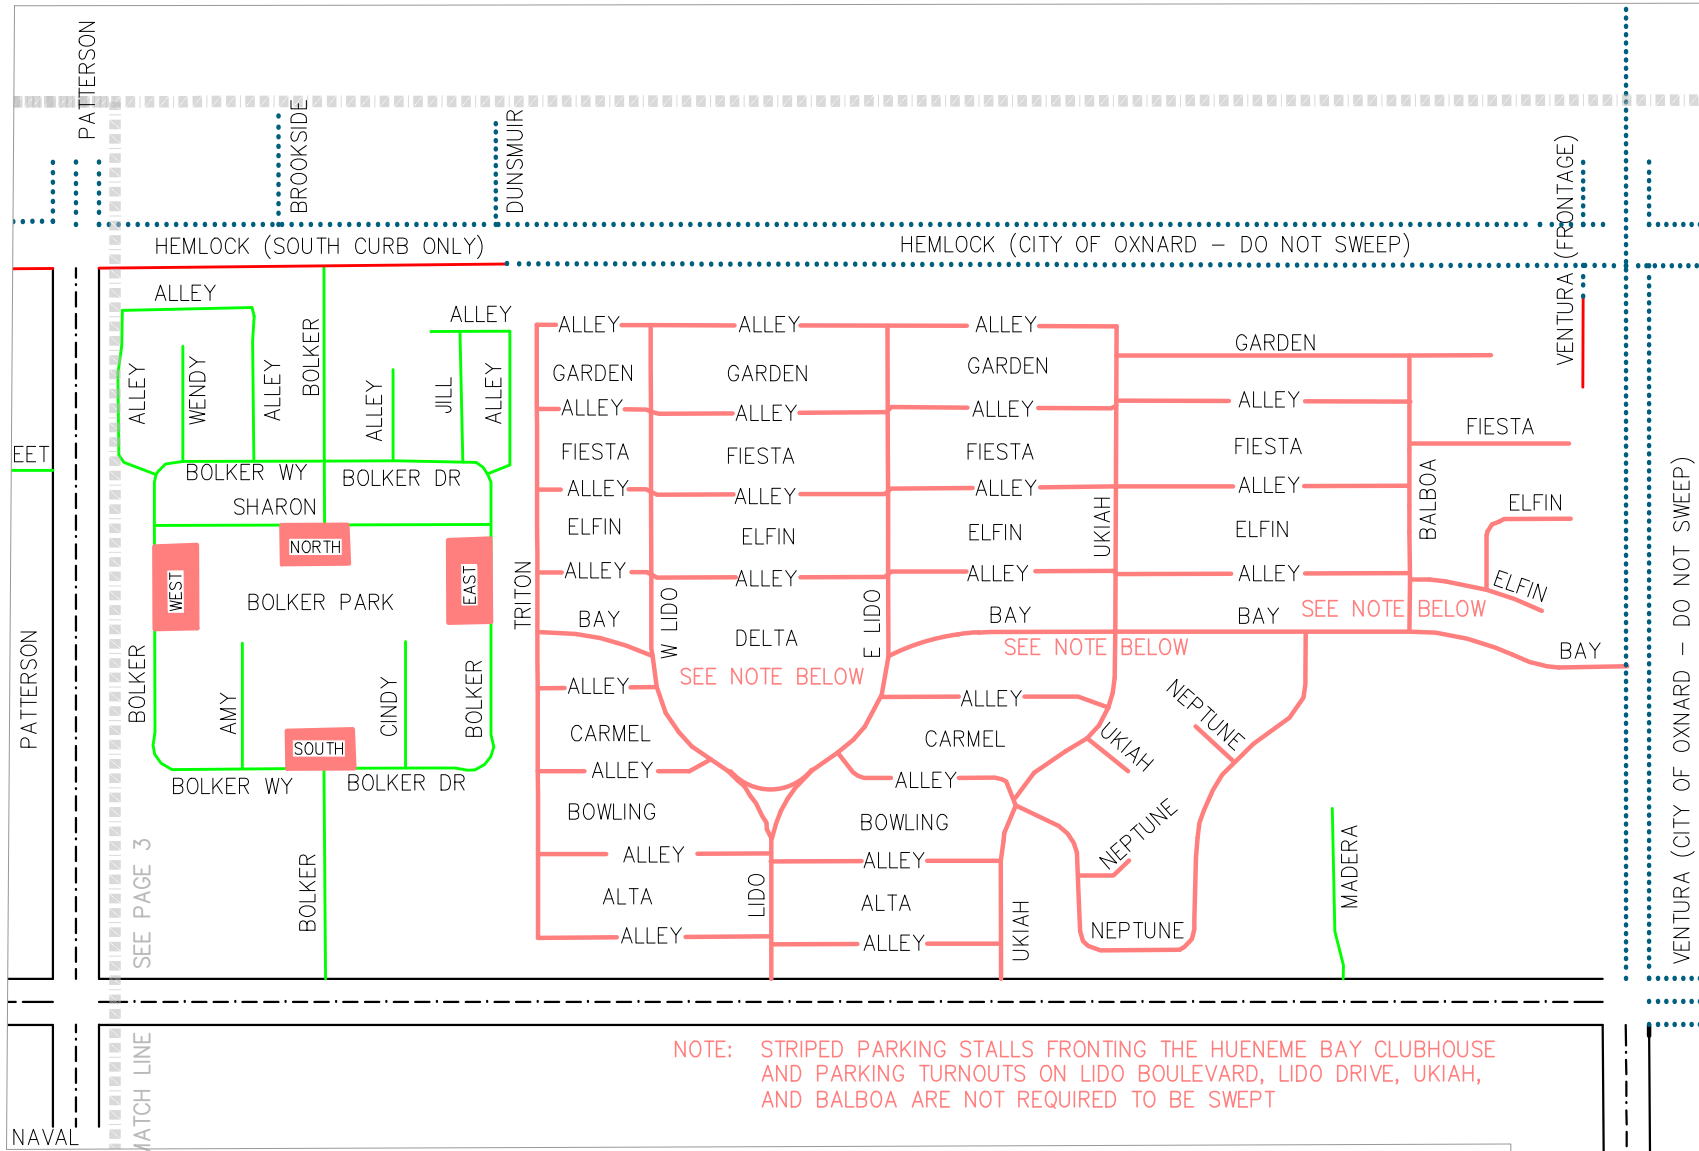 PATTERSON
BROOKSIDE
DUNSMUIR
VENTURA (FRONTAGE)
HEMLOCK (SOUTH CURB ONLY)
HEMLOCK (CITY OF OXNARD – DO NOT SWEEP)
ALLEY
ALLEY
BOLKER
ALLEY
WENDY
ALLEY
ALLEY
JILL
ALLEY
EET
BOLKER WY
BOLKER DR
SHARON
NORTH
WEST
EAST
BOLKER PARK
BOLKER
AMY
CINDY
BOLKER
SOUTH
BOLKER WY
BOLKER DR
BOLKER
PATTERSON
SEE PAGE 3
MATCH LINE
NAVAL
ALLEY
ALLEY
ALLEY
GARDEN
GARDEN
GARDEN
GARDEN
ALLEY
ALLEY
ALLEY
ALLEY
FIESTA
FIESTA
FIESTA
FIESTA
FIESTA
ALLEY
ALLEY
ALLEY
ALLEY
ELFIN
ELFIN
ELFIN
ELFIN
ELFIN
ELFIN
UKIAH
BALBOA
TRITON
ALLEY
ALLEY
ALLEY
ALLEY
BAY
W LIDO
DELTA
E LIDO
BAY
BAY
BAY
SEE NOTE BELOW
SEE NOTE BELOW
SEE NOTE BELOW
ALLEY
ALLEY
CARMEL
CARMEL
UKIAH
NEPTUNE
ALLEY
ALLEY
BOWLING
BOWLING
NEPTUNE
ALLEY
ALLEY
ALTA
LIDO
ALTA
UKIAH
NEPTUNE
ALLEY
ALLEY
MADERA
VENTURA (CITY OF OXNARD – DO NOT SWEEP)
NOTE: STRIPED PARKING STALLS FRONTING THE HUENEME BAY CLUBHOUSE
AND PARKING TURNOUTS ON LIDO BOULEVARD, LIDO DRIVE, UKIAH,
AND BALBOA ARE NOT REQUIRED TO BE SWEPT